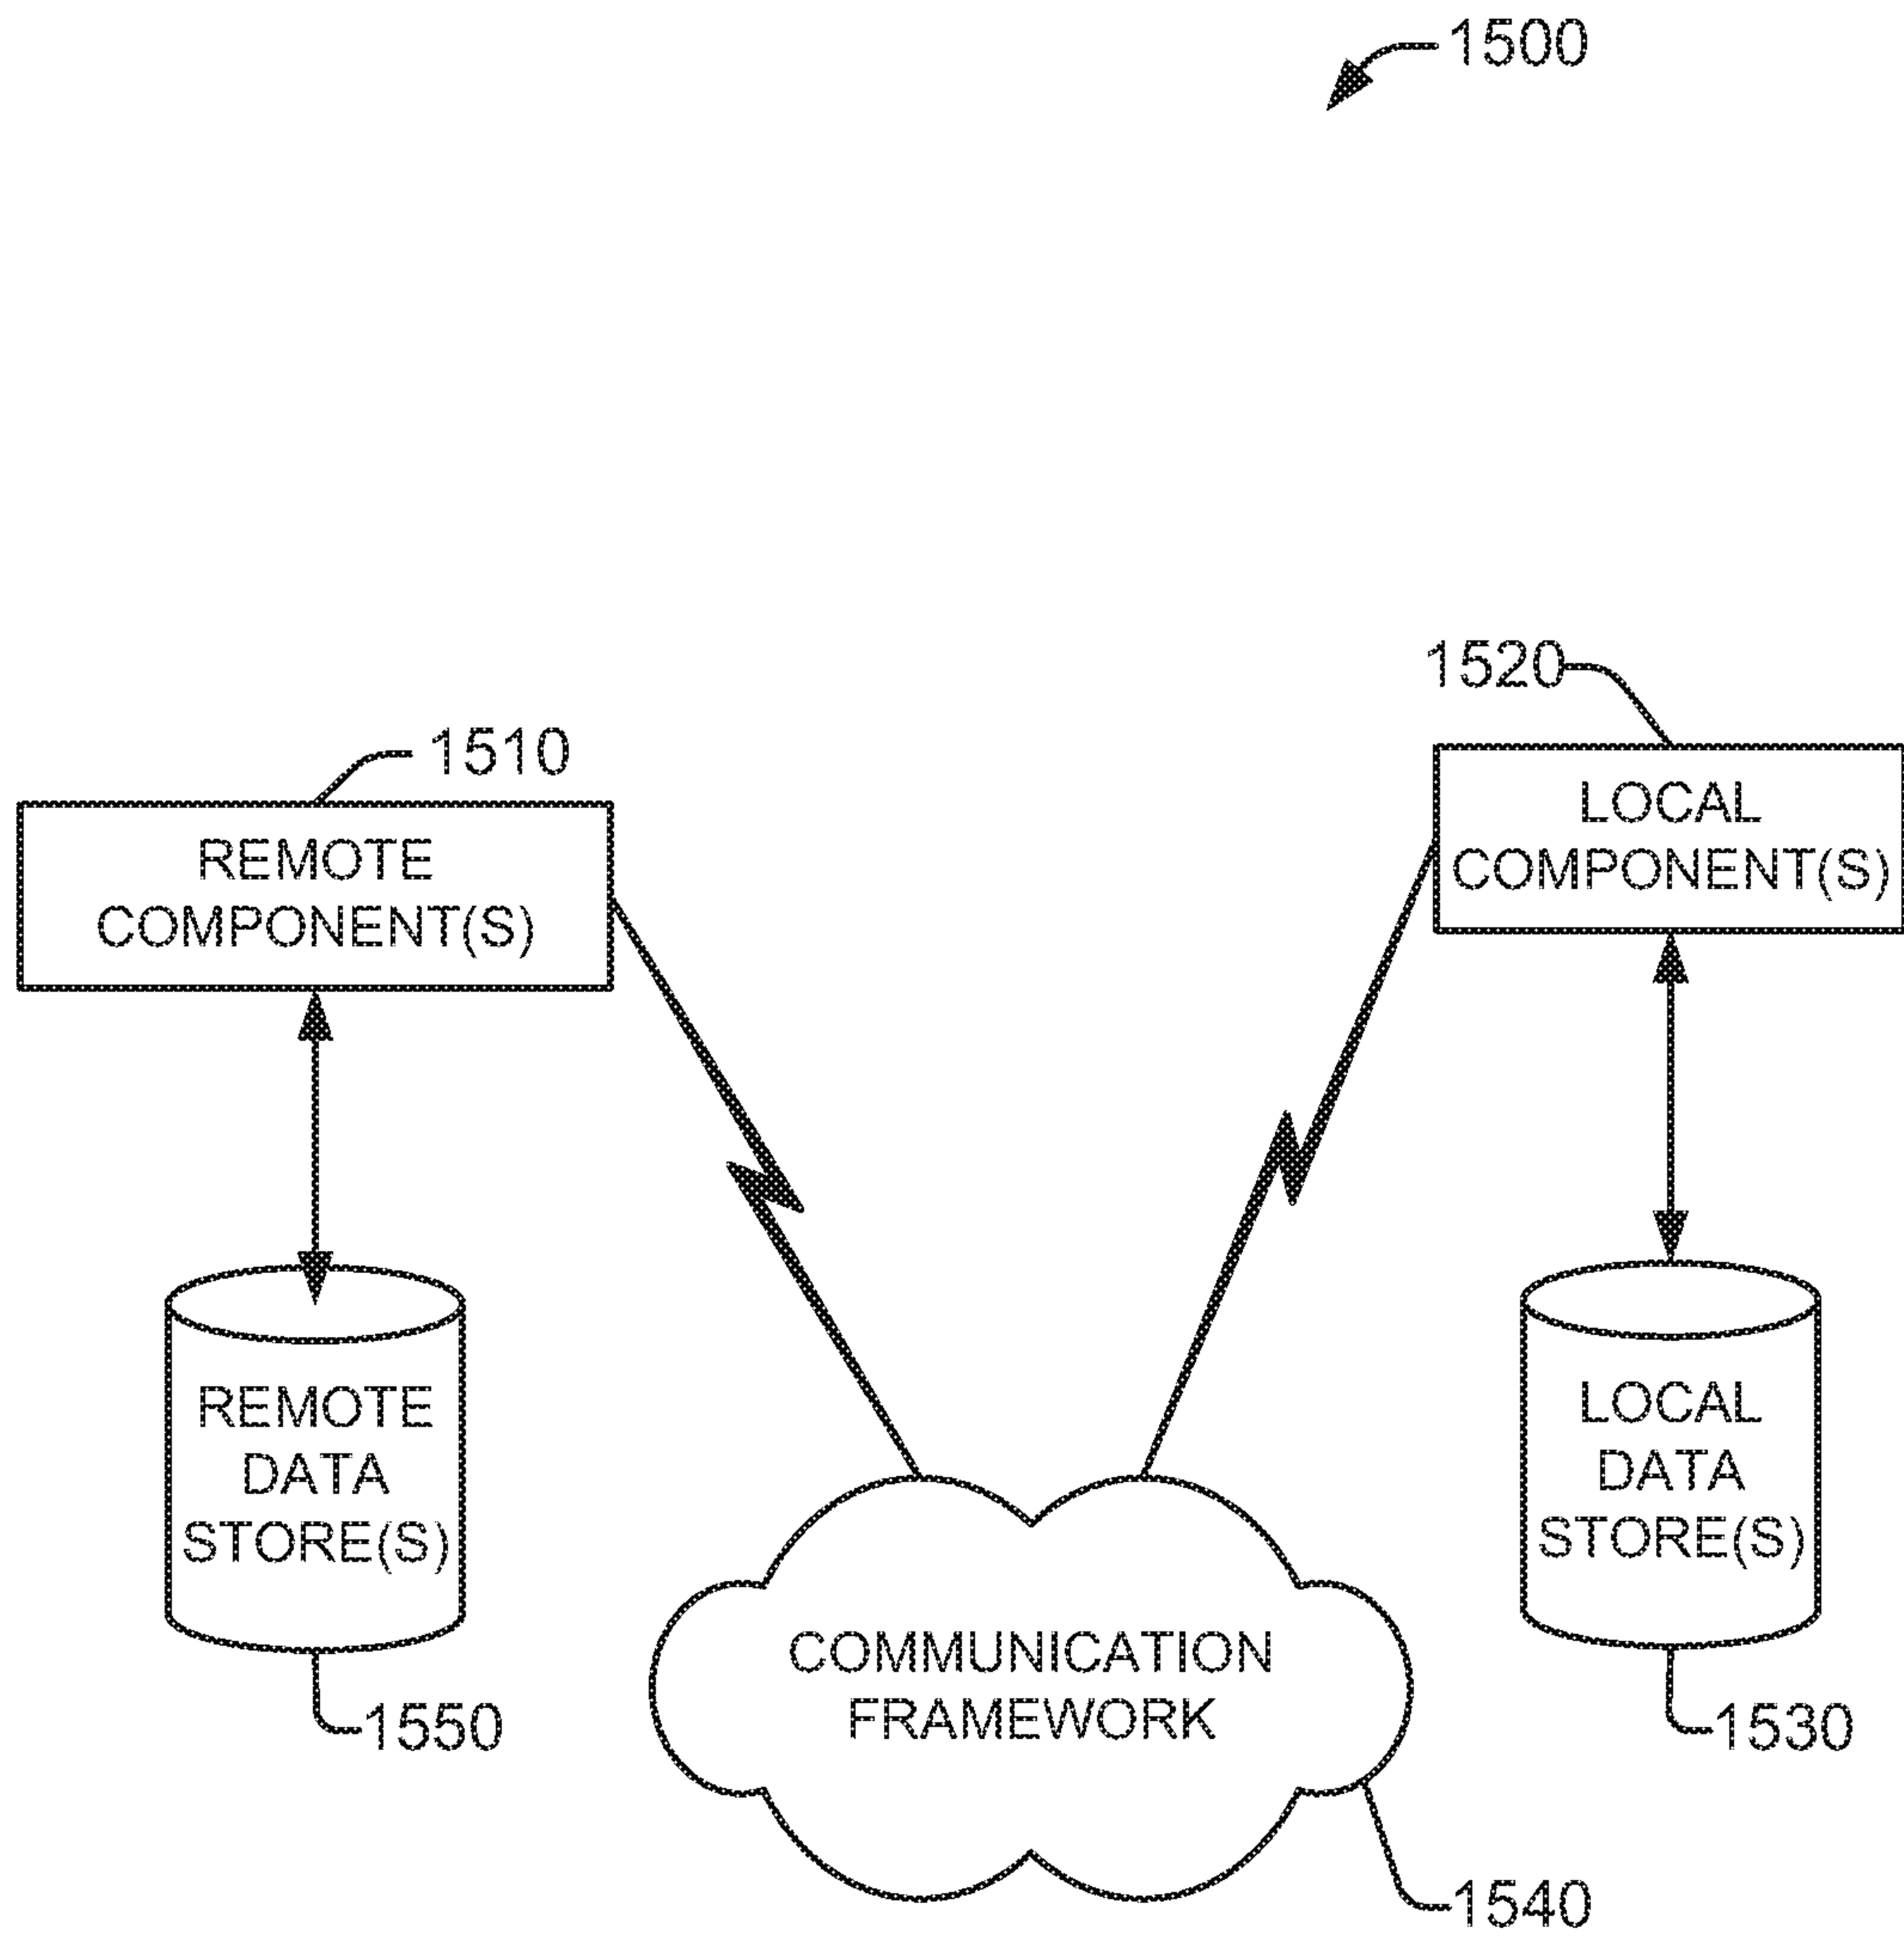 1500
1520
1510
LOCAL
COMPONENT(S)
REMOTE
COMPONENT(S)
REMOTE
DATA
STORE(S)
LOCAL
DATA
STORE(S)
COMMUNICATION
FRAMEWORK
1550
1530
1540